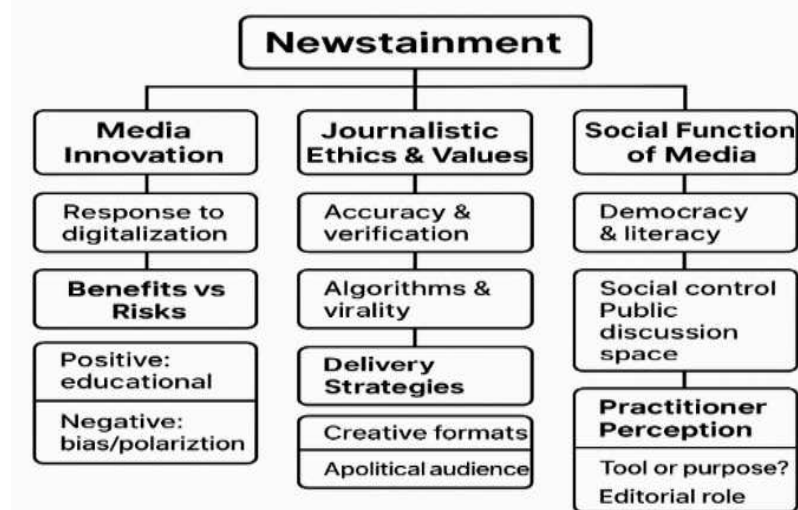 Newstainment
Media
Innovation
Response to
digitalization
Benefits vs
Risks
Positive:
educational
Negative:
bias/polariztion
Journalistic
Ethics & Values
Accuracy &
verification
Algorithms &
virality
Delivery
Strategies
Creative formats
Apolitical audience
Social Function
of Media
Democracy
& literacy
Social control
Public
discussion
space
Practitioner
Perception
Tool or purpose?
Editorial role